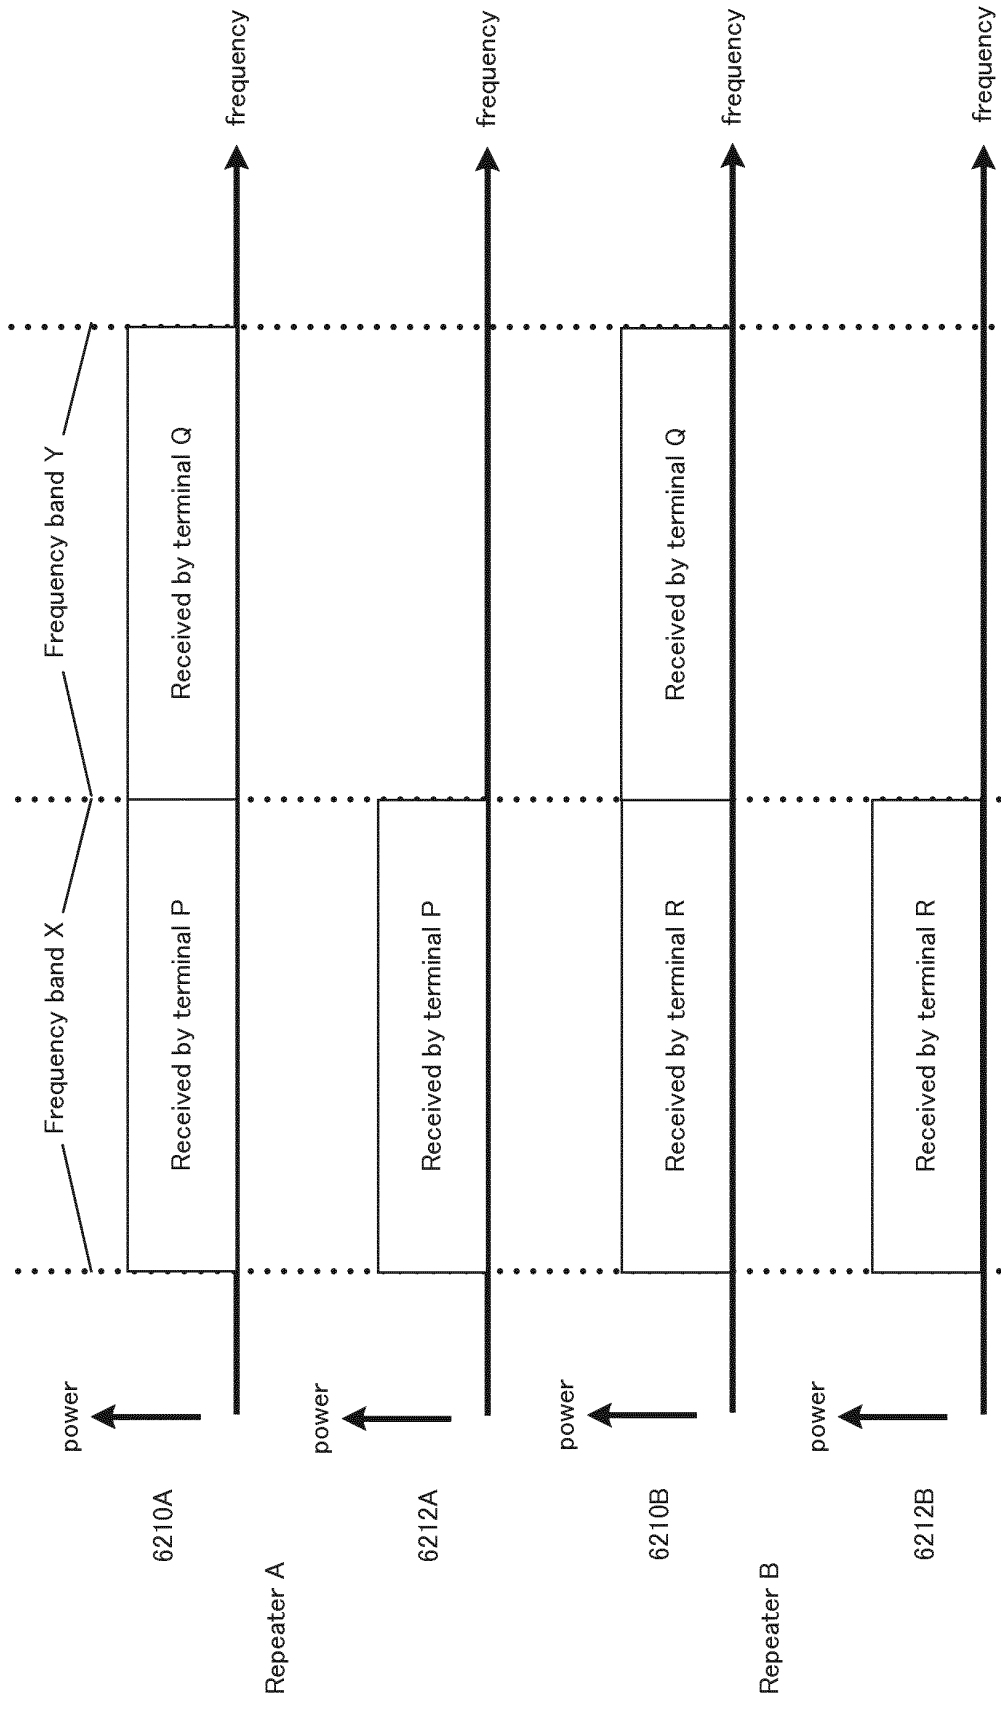 Frequency band X
Frequency band Y
Repeater A
6210A
power
Received by terminal P
Received by terminal Q
frequency
6212A
power
Received by terminal P
frequency
Repeater B
6210B
power
Received by terminal R
Received by terminal Q
frequency
6212B
power
Received by terminal R
frequency